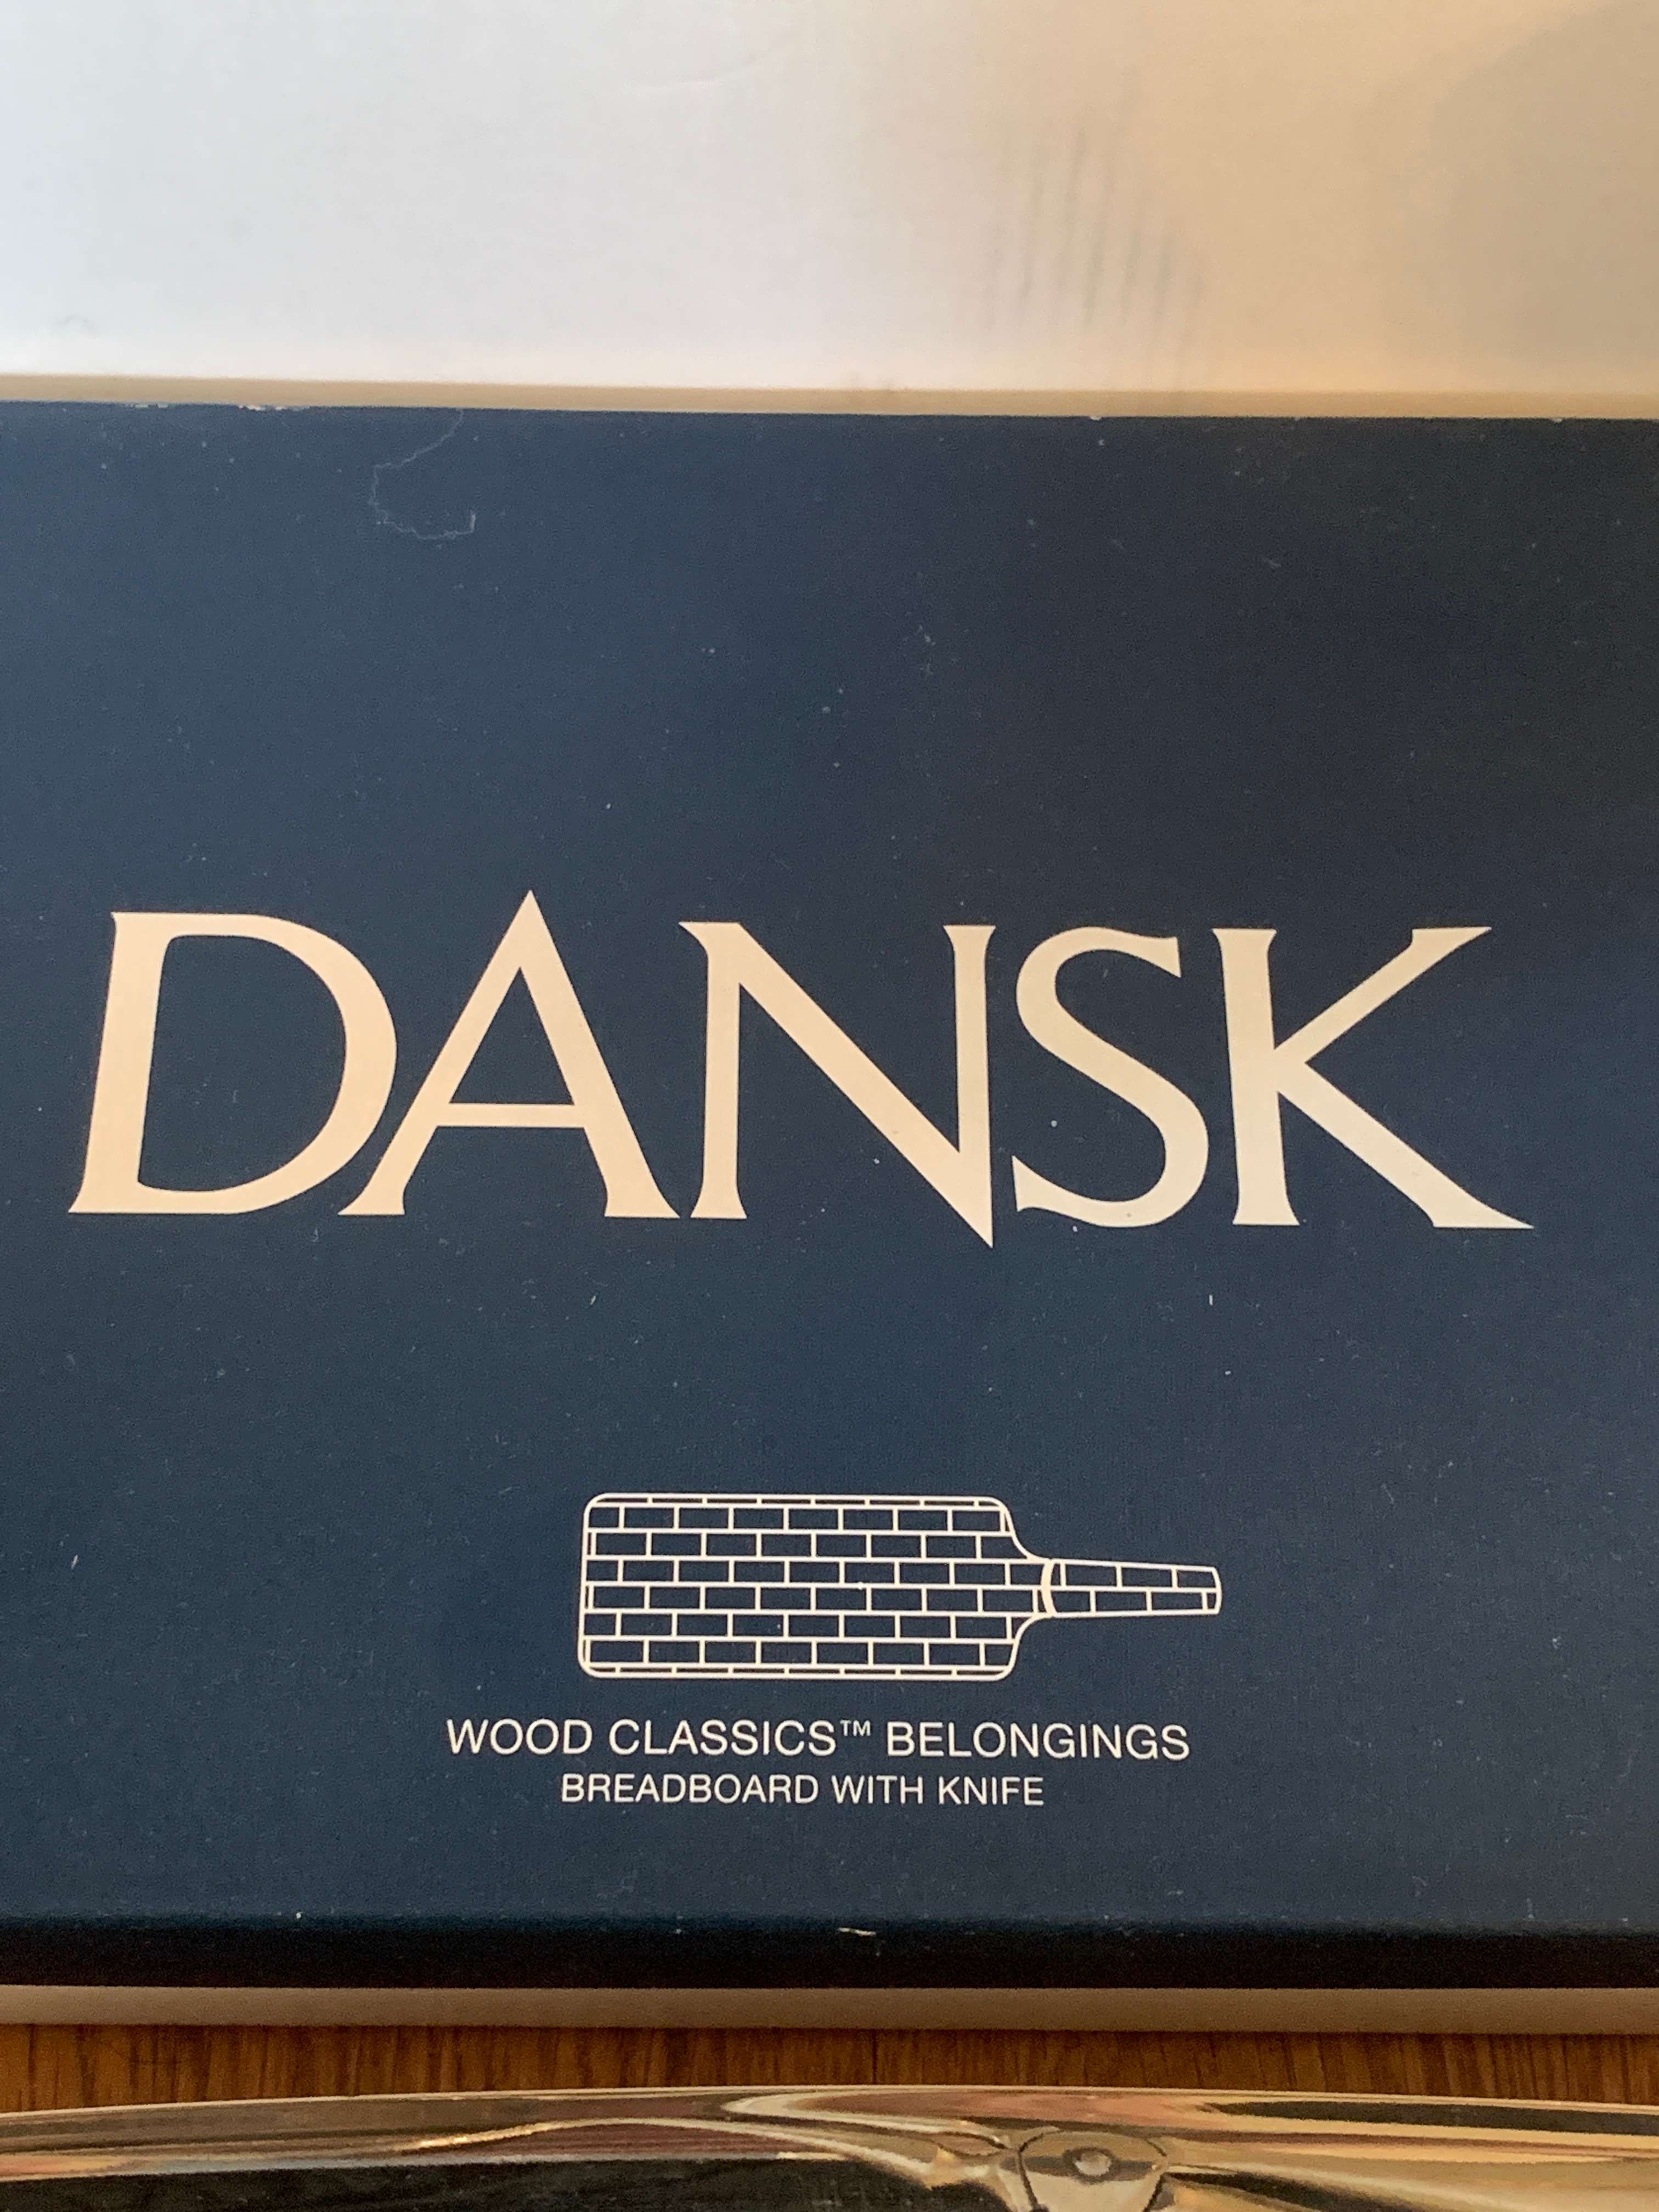 DANSK
WOOD CLASSICS™ BELONGINGS
BREADBOARD WITH KNIFE